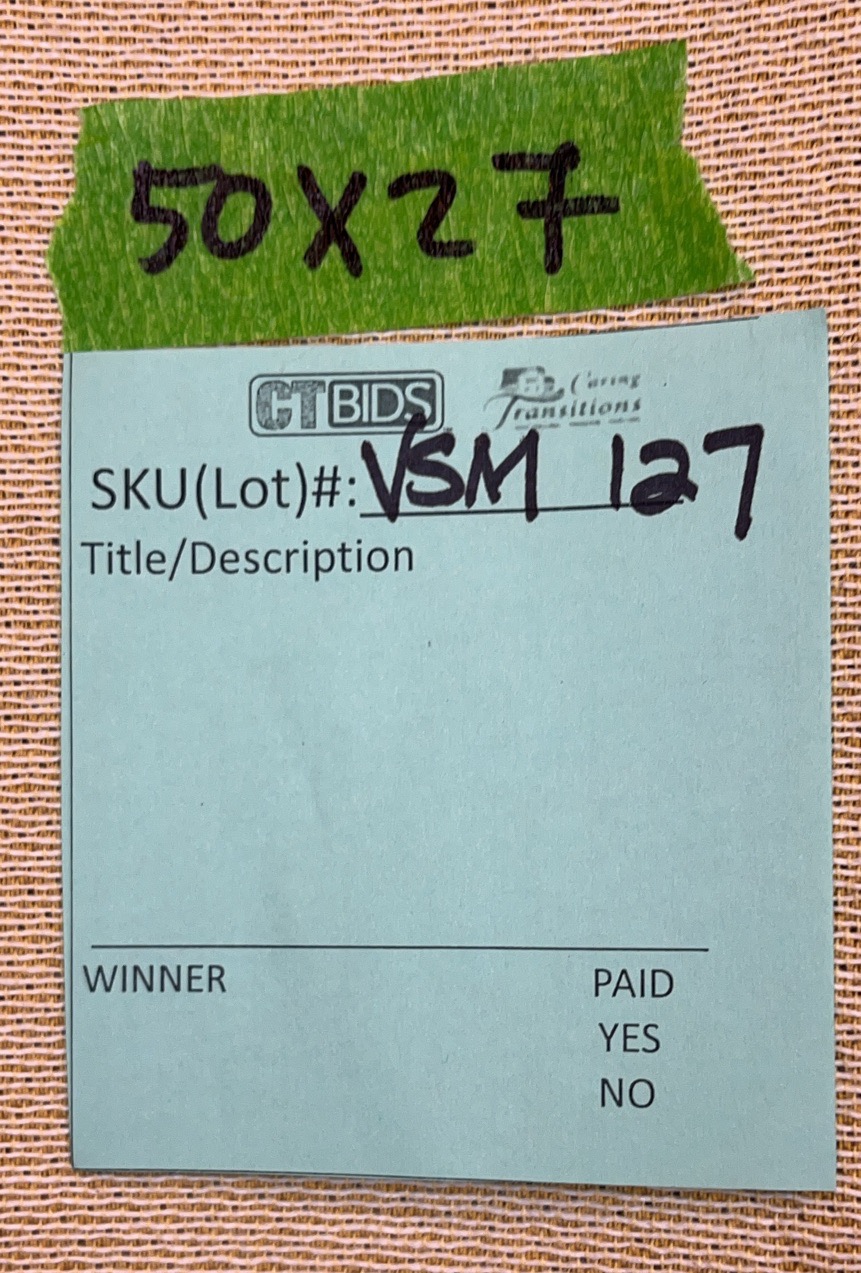 50X27
CTBIDS Caring Transitions
SKU(Lot)#: VSM 127
Title/Description
WINNER PAID
YES
NO